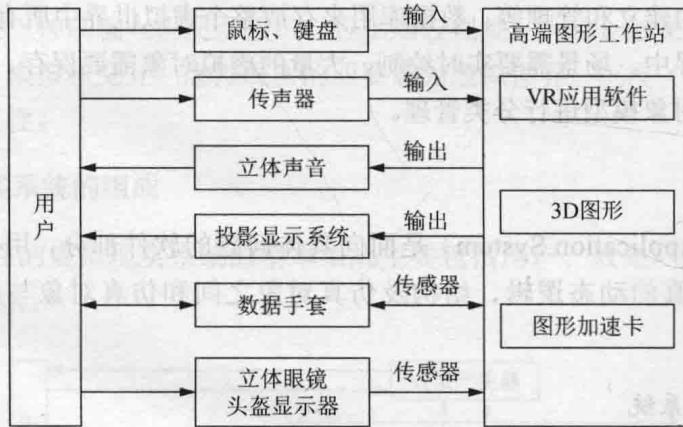 用户
鼠标、键盘
输入
高端图形工作站
传声器
输入
VR应用软件
立体声音
输出
投影显示系统
输出
3D图形
数据手套
传感器
图形加速卡
立体眼镜
头盔显示器
传感器